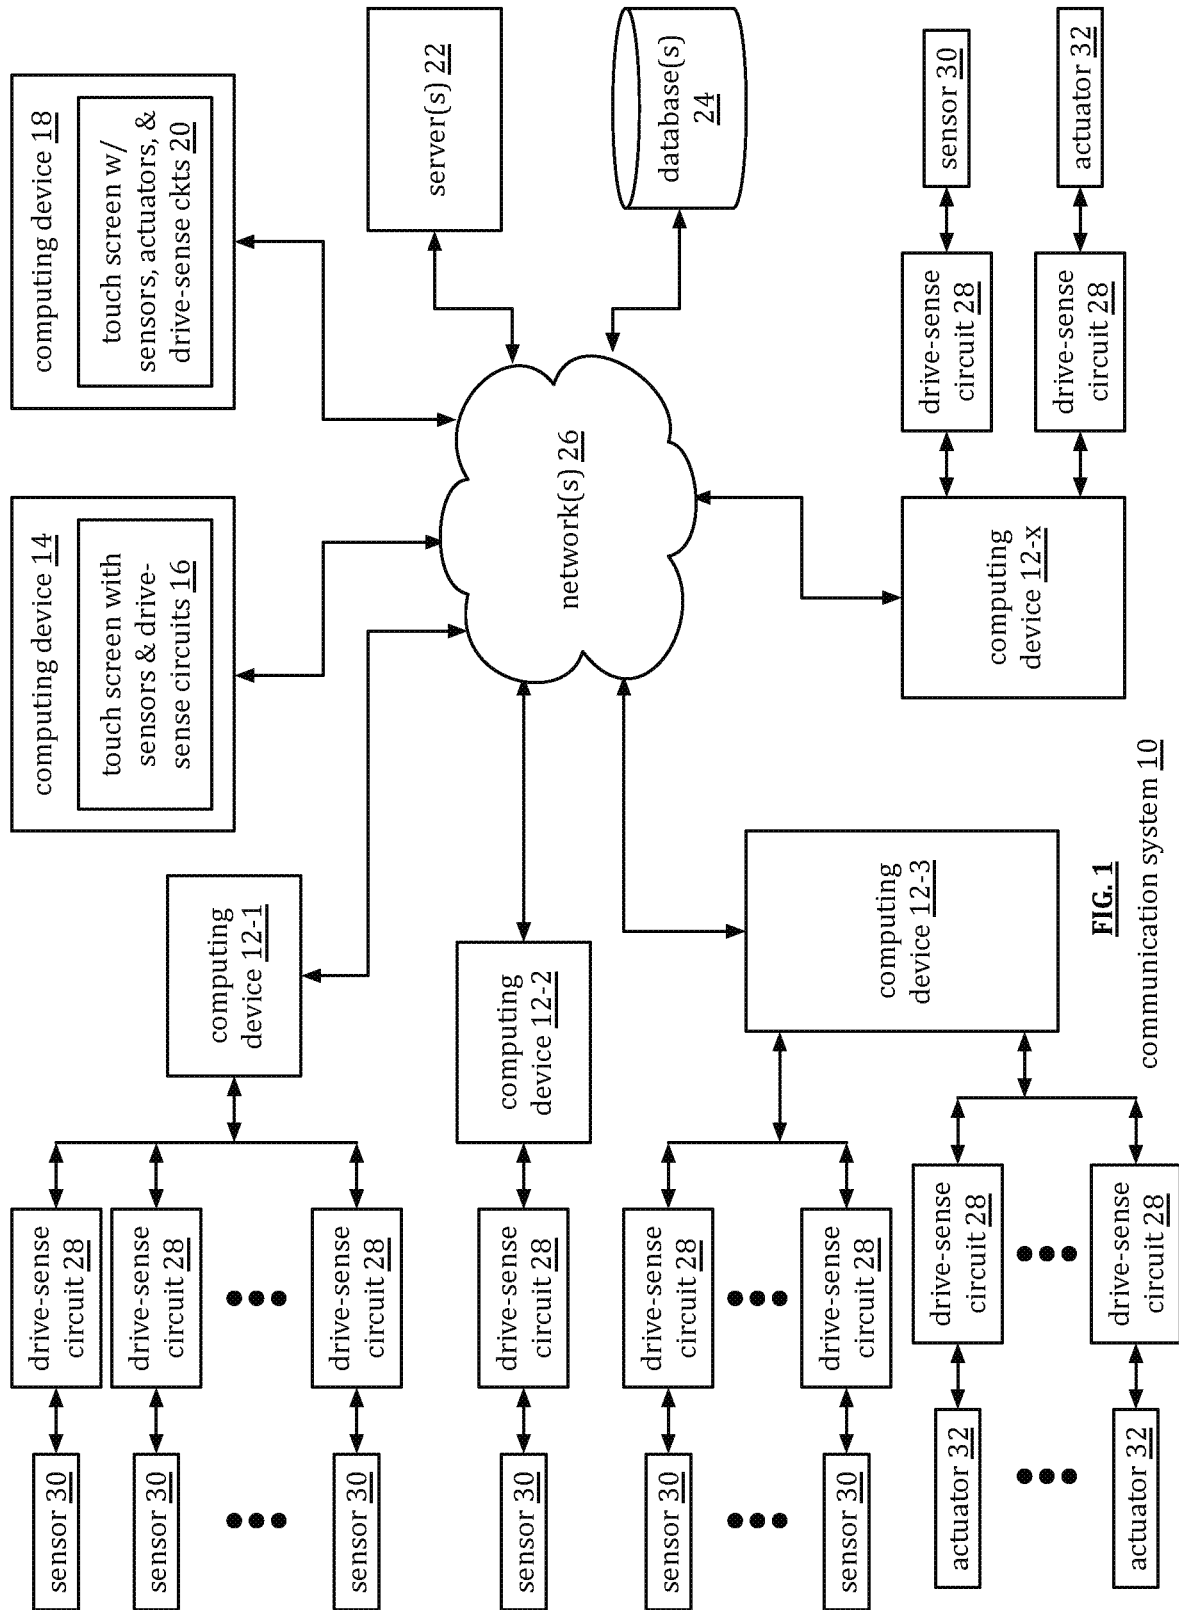 sensor 30
drive-sense
circuit 28
sensor 30
drive-sense
circuit 28
sensor 30
drive-sense
circuit 28
computing
device 12-1
computing device 14
touch screen with
sensors & drive-
sense circuits 16
computing device 18
touch screen w/
sensors, actuators, &
drive-sense ckts 20
sensor 30
drive-sense
circuit 28
computing
device 12-2
network(s) 26
server(s) 22
database(s)
24
sensor 30
drive-sense
circuit 28
sensor 30
drive-sense
circuit 28
computing
device 12-3
actuator 32
drive-sense
circuit 28
actuator 32
drive-sense
circuit 28
computing
device 12-x
drive-sense
circuit 28
sensor 30
drive-sense
circuit 28
actuator 32
FIG. 1
communication system 10